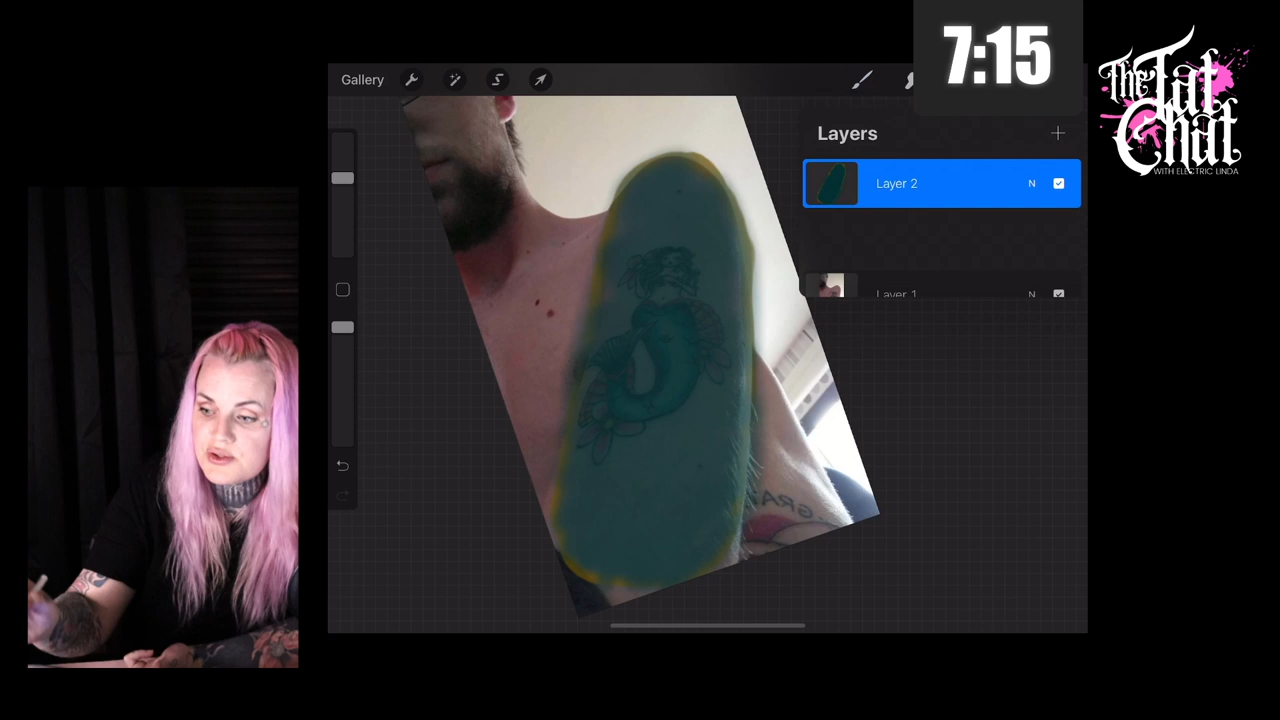 7:15
The Tat
Chat
WITH ELECTRIC LINDA
Gallery
Layers
Layer 2
N
Layer 1
N